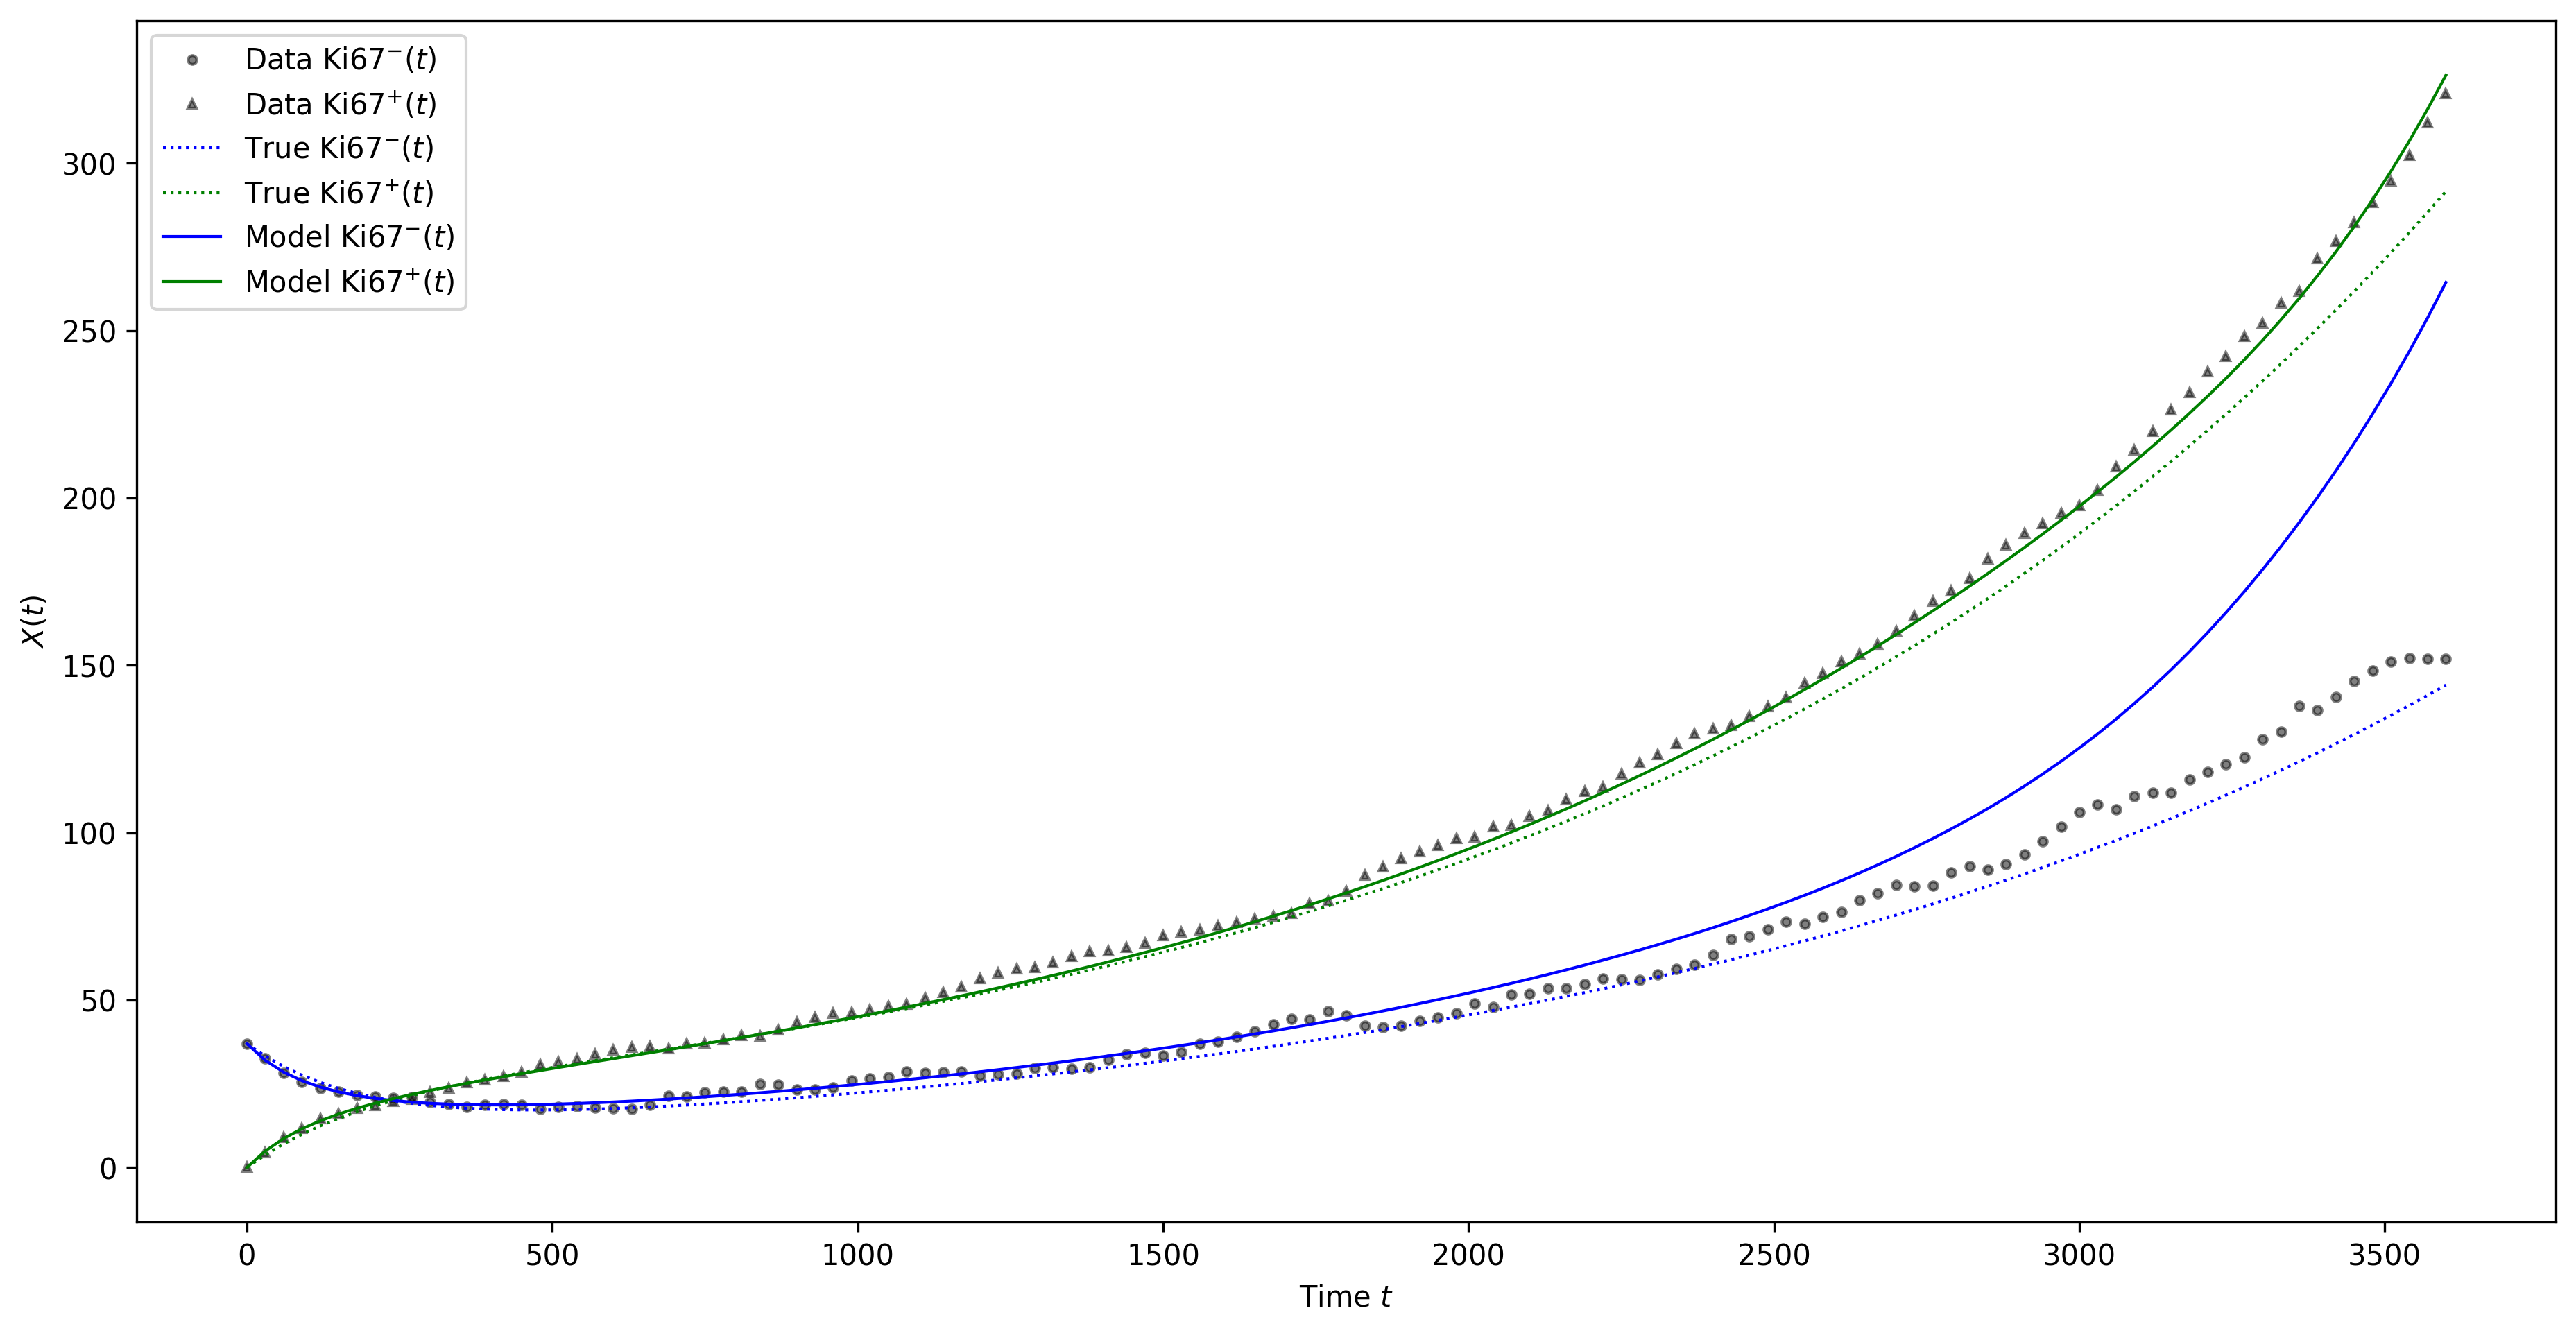 Data Ki67⁻(t)
Data Ki67⁺(t)
True Ki67⁻(t)
True Ki67⁺(t)
Model Ki67⁻(t)
Model Ki67⁺(t)
300
250
200
150
100
50
0
X(t)
0 500 1000 1500 2000 2500 3000 3500
Time t